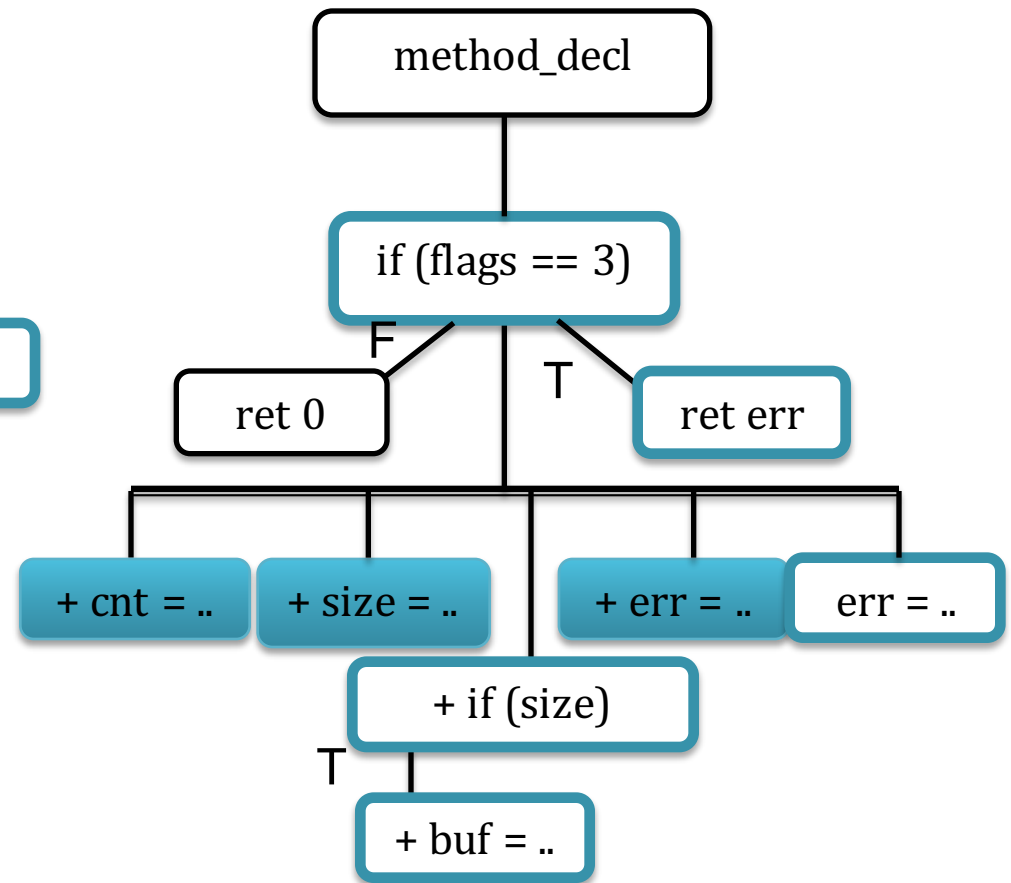 method_decl
if (flags == 3)
F
T
ret 0
ret err
+ cnt = ..
+ size = ..
+ err = ..
err = ..
+ if (size)
T
+ buf = ..